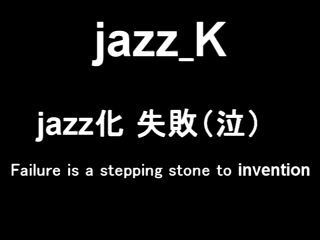 jazz_K
jazz化 失敗（泣）
Failure is a stepping stone to invention